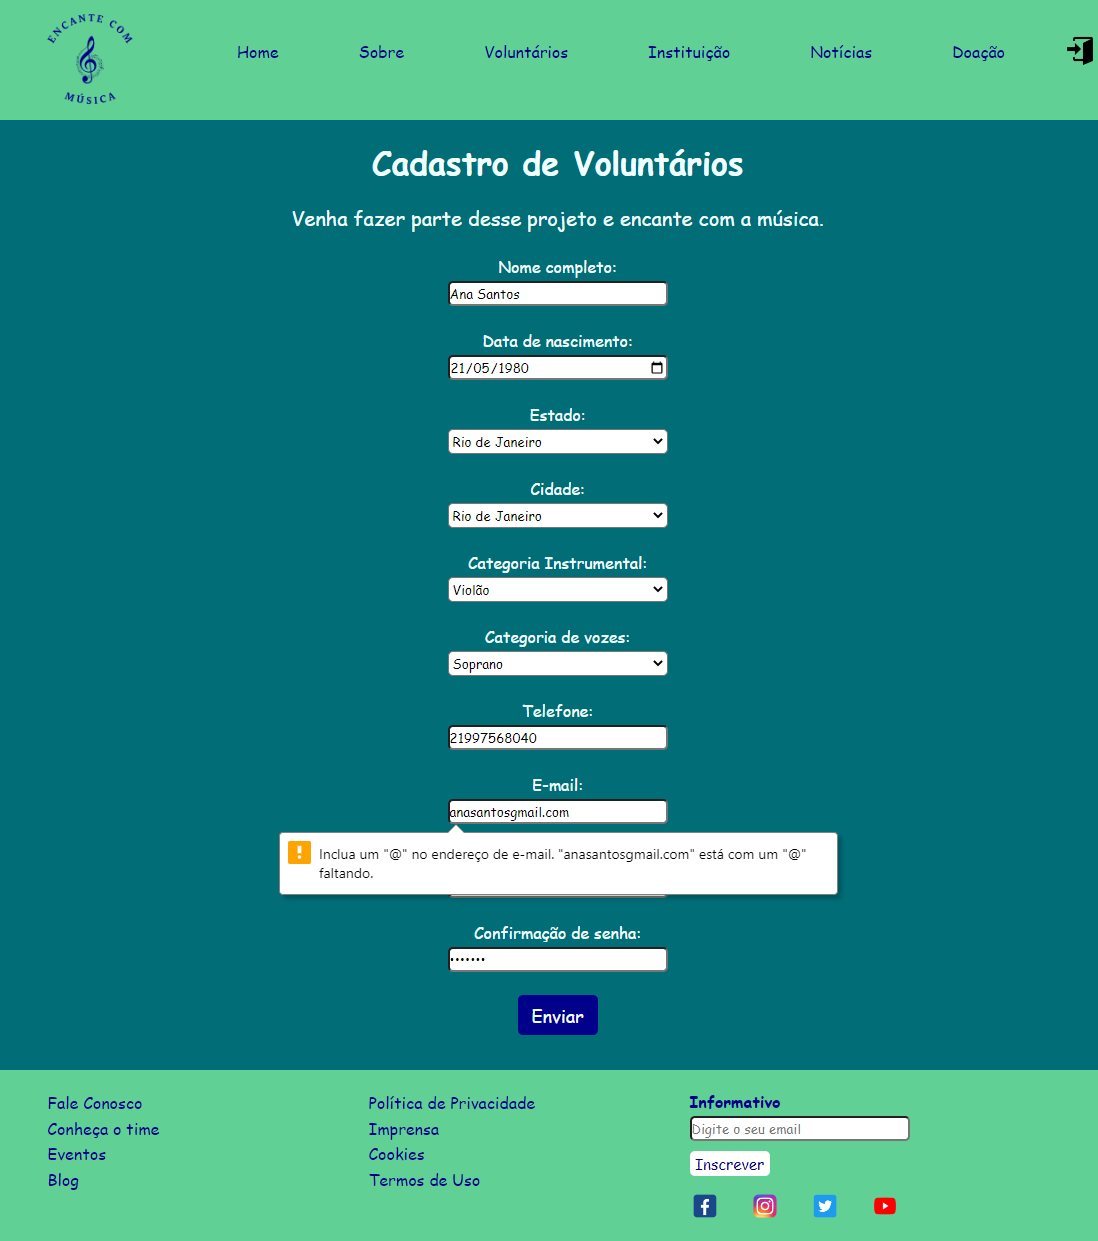 ENCANTE COM
MÚSICA
Home
Sobre
Voluntários
Instituição
Notícias
Doação
Cadastro de Voluntários
Venha fazer parte desse projeto e encante com a música.
Nome completo:
Ana Santos
Data de nascimento:
21/05/1980
Estado:
Rio de Janeiro
Cidade:
Rio de Janeiro
Categoria Instrumental:
Violão
Categoria de vozes:
Soprano
Telefone:
21997568040
E-mail:
anasantosgmail.com
Inclua um "@" no endereço de e-mail. "anasantosgmail.com" está com um "@"
faltando.
Confirmação de senha:
•••••••
Enviar
Fale Conosco
Conheça o time
Eventos
Blog
Política de Privacidade
Imprensa
Cookies
Termos de Uso
Informativo
Digite o seu email
Inscrever